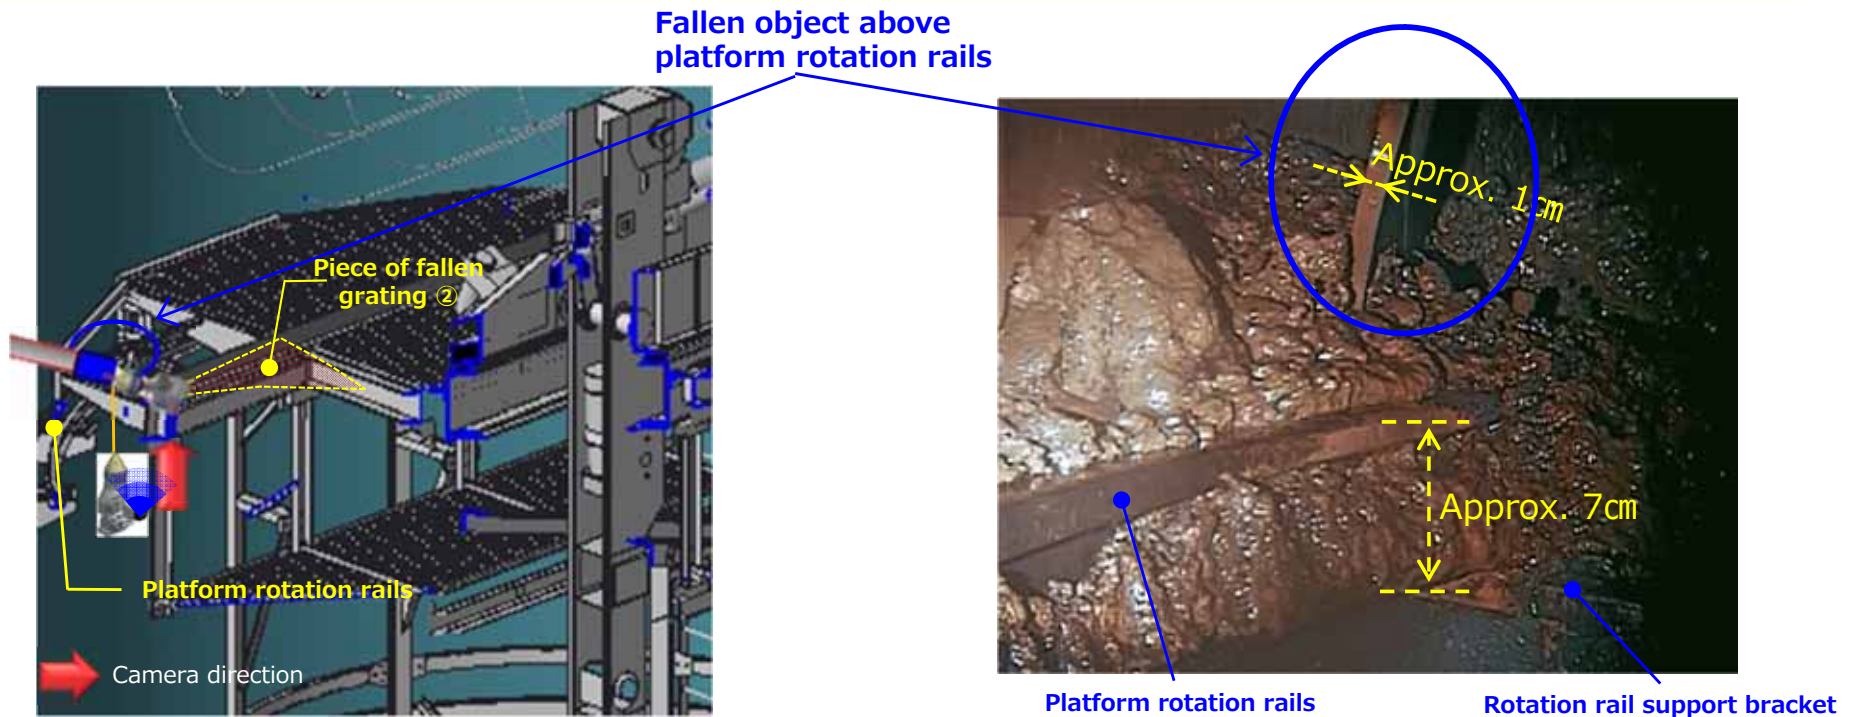 Fallen object above
platform rotation rails
Piece of fallen
grating ②
Platform rotation rails
Camera direction
Approx. 1㎝
Approx. 7㎝
Platform rotation rails
Rotation rail support bracket